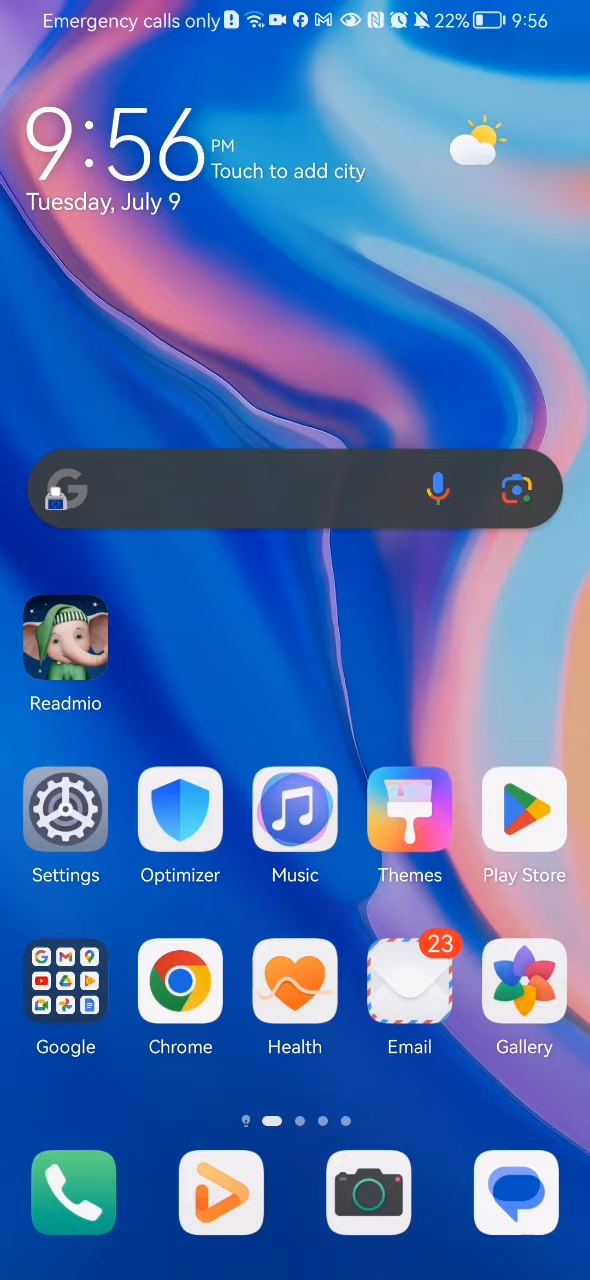 Emergency calls only 22% 9:56
9:56 PM
Touch to add city
Tuesday, July 9
Readmio
Settings Optimizer Music Themes Play Store
23
Google Chrome Health Email Gallery